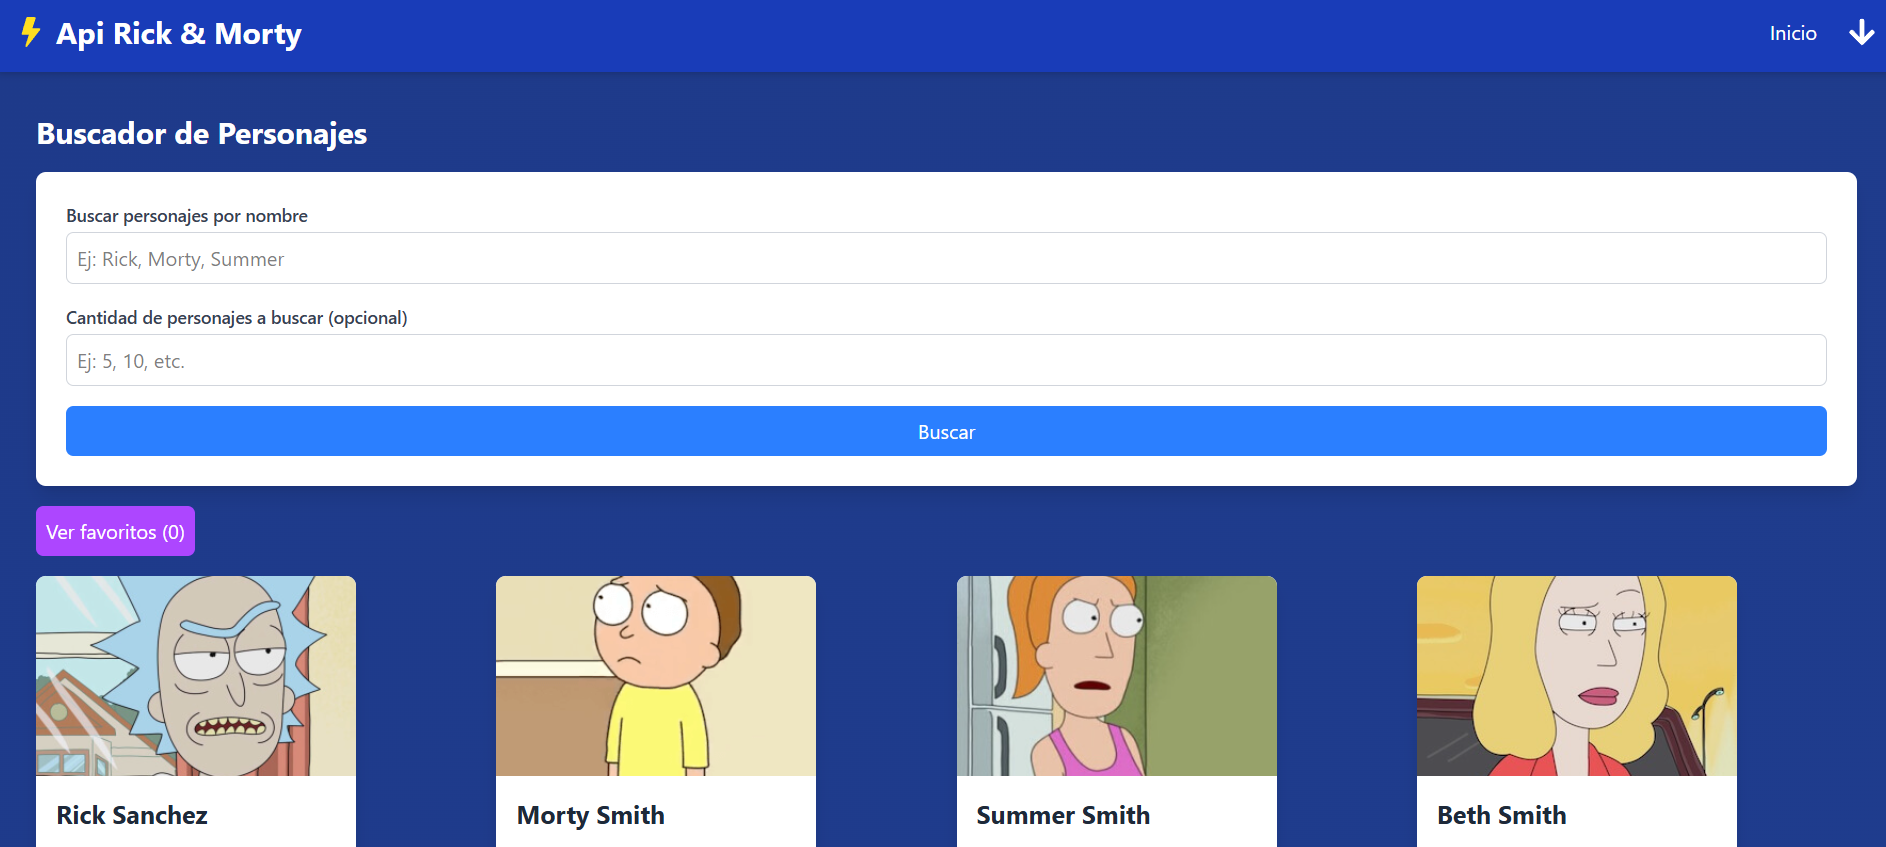 Api Rick & Morty
Inicio
Buscador de Personajes
Buscar personajes por nombre
Ej: Rick, Morty, Summer
Cantidad de personajes a buscar (opcional)
Ej: 5, 10, etc.
Buscar
Ver favoritos (0)
Rick Sanchez
Morty Smith
Summer Smith
Beth Smith